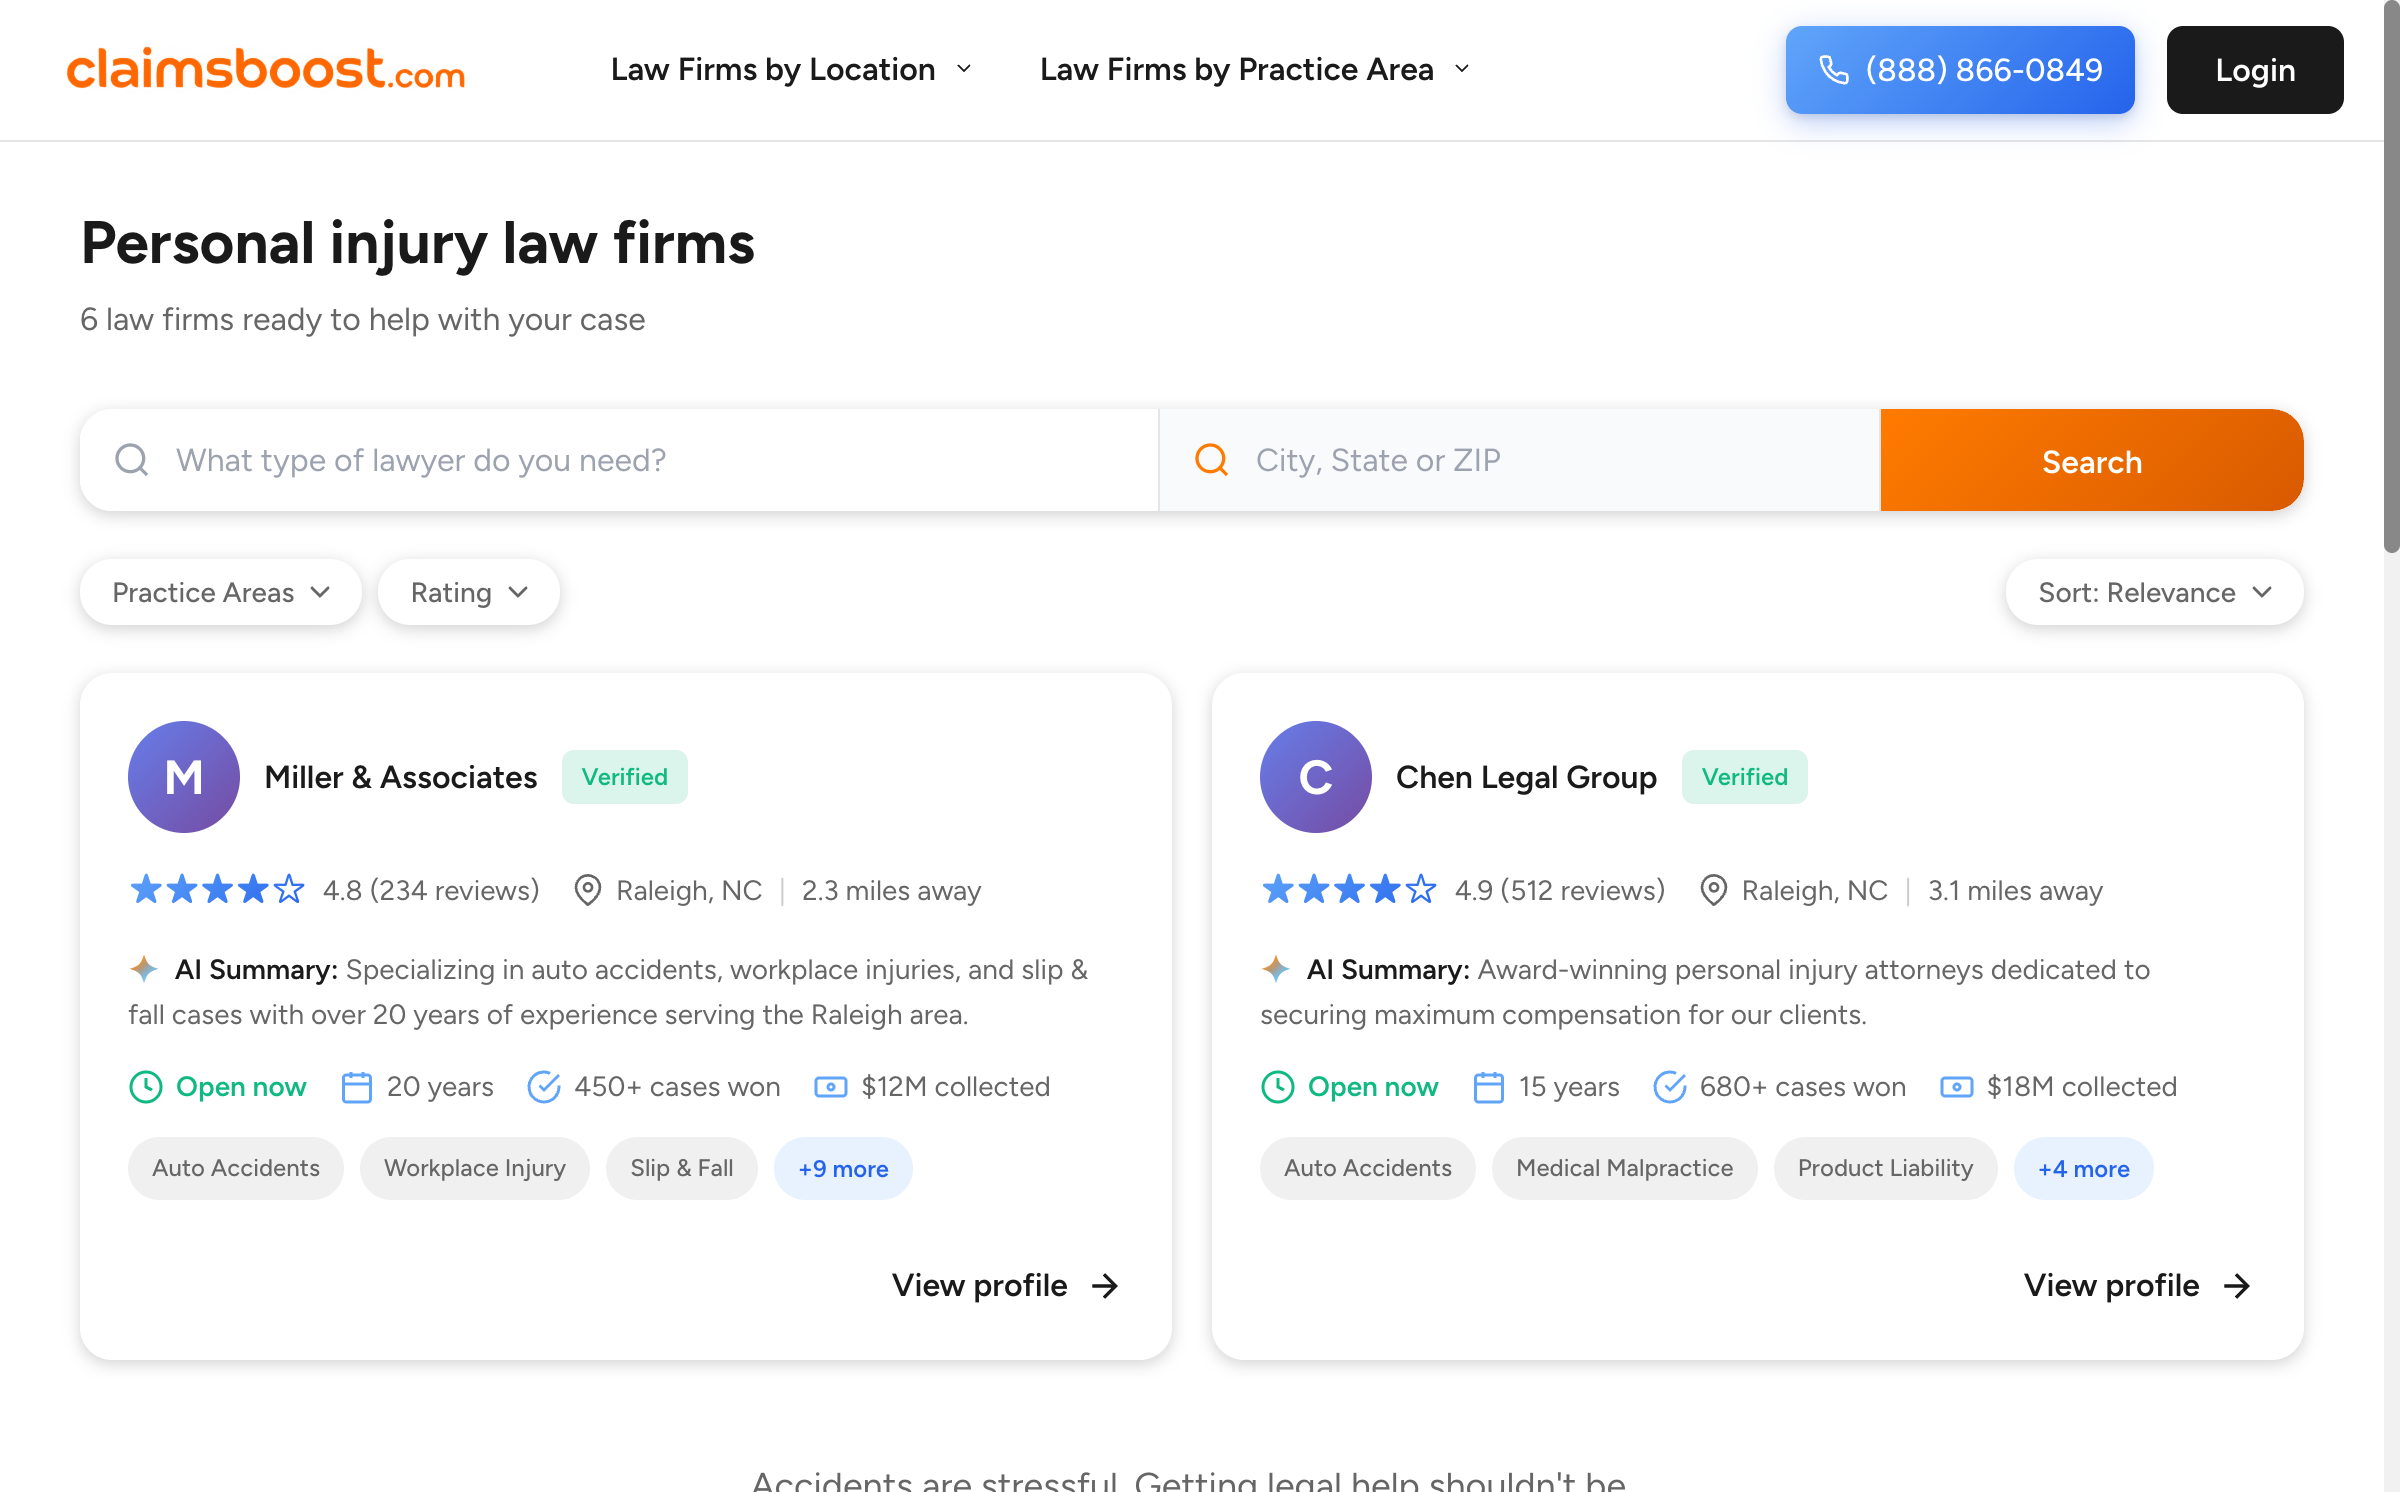 claimsboost.com
Law Firms by Location
Law Firms by Practice Area
(888) 866-0849
Login
Personal injury law firms
6 law firms ready to help with your case
What type of lawyer do you need?
City, State or ZIP
Search
Practice Areas
Rating
Sort: Relevance
M
Miller & Associates
Verified
4.8 (234 reviews)
Raleigh, NC | 2.3 miles away
AI Summary: Specializing in auto accidents, workplace injuries, and slip &
fall cases with over 20 years of experience serving the Raleigh area.
Open now
20 years
450+ cases won
$12M collected
Auto Accidents
Workplace Injury
Slip & Fall
+9 more
View profile
C
Chen Legal Group
Verified
4.9 (512 reviews)
Raleigh, NC | 3.1 miles away
AI Summary: Award-winning personal injury attorneys dedicated to
securing maximum compensation for our clients.
Open now
15 years
680+ cases won
$18M collected
Auto Accidents
Medical Malpractice
Product Liability
+4 more
View profile
Accidents are stressful. Getting legal help shouldn't be